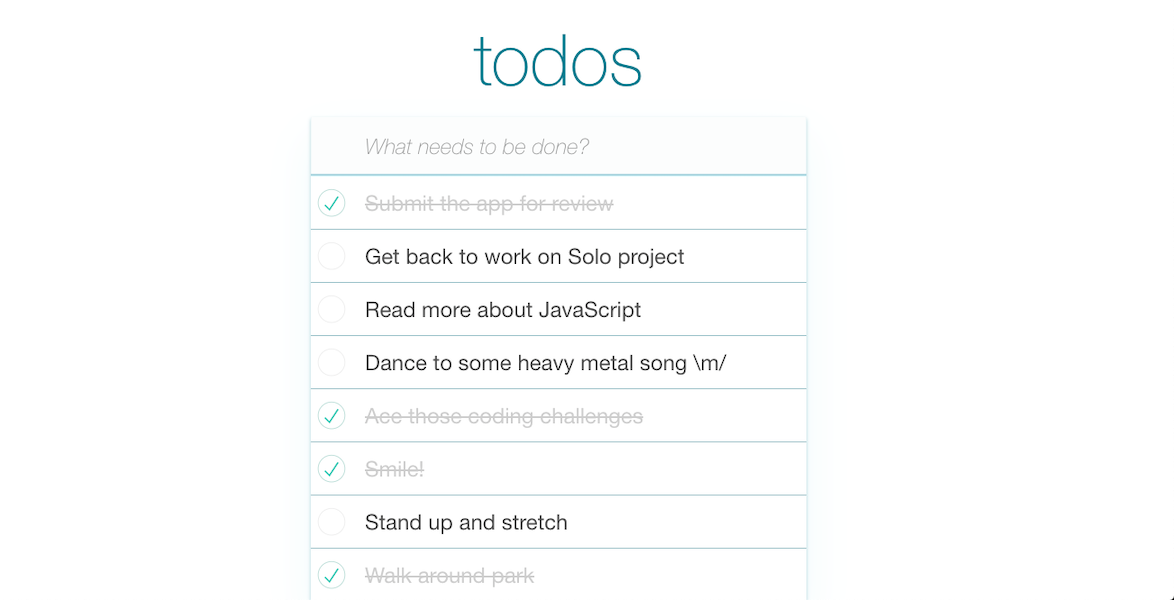 todos
What needs to be done?
Submit the app for review
Get back to work on Solo project
Read more about JavaScript
Dance to some heavy metal song \m/
Ace those coding challenges
Smile!
Stand up and stretch
Walk around park